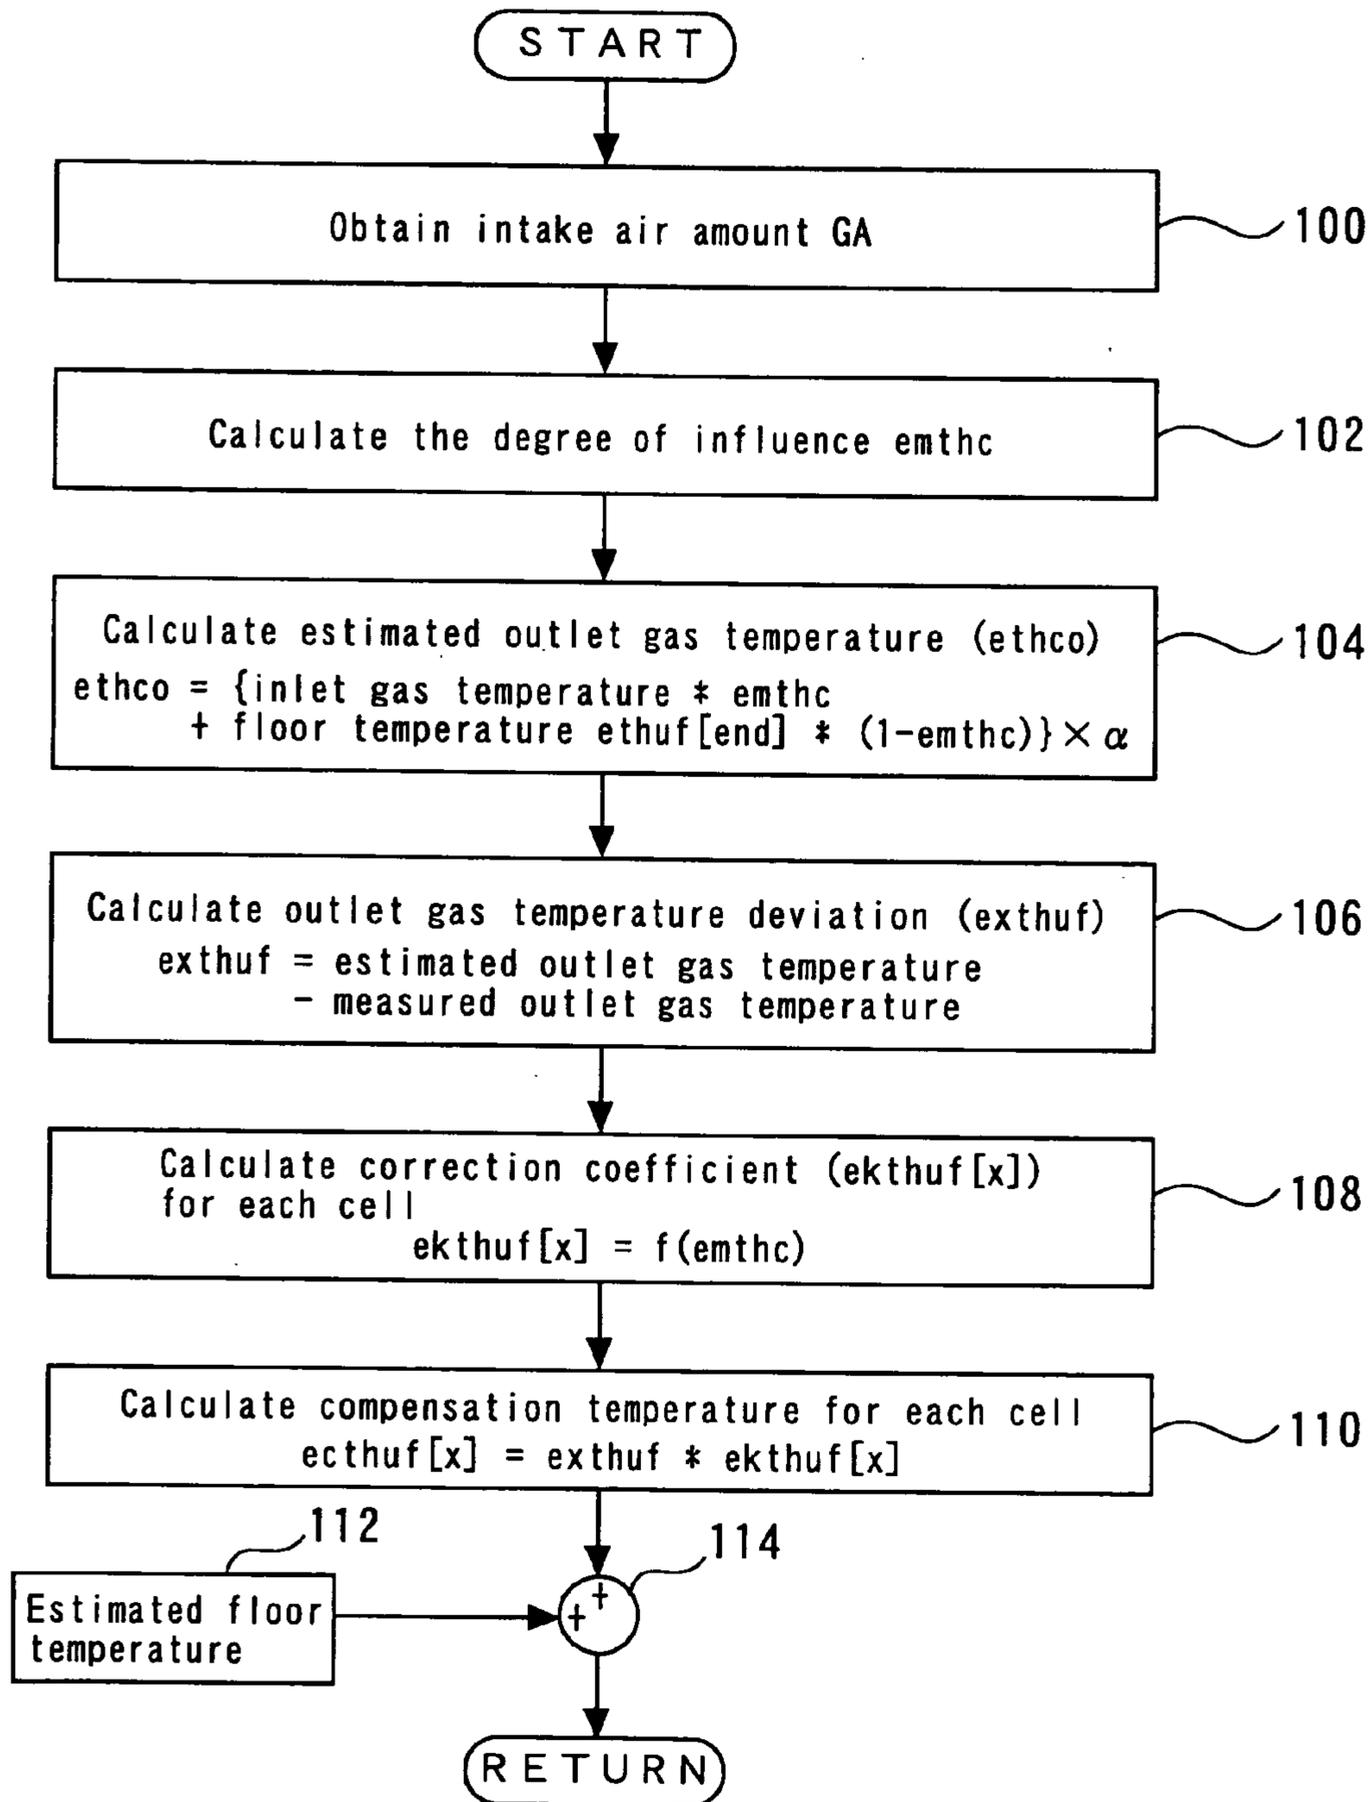 START
Obtain intake air amount GA
100
Calculate the degree of influence emthc
102
Calculate estimated outlet gas temperature (ethco)
ethco = {inlet gas temperature * emthc
+ floor temperature ethuf[end] * (1-emthc)}×α
104
Calculate outlet gas temperature deviation (exthuf)
exthuf = estimated outlet gas temperature
- measured outlet gas temperature
106
Calculate correction coefficient (ekthuf[x])
for each cell
ekthuf[x] = f(emthc)
108
Calculate compensation temperature for each cell
ecthuf[x] = exthuf * ekthuf[x]
110
112
114
Estimated floor
temperature
+
+
RETURN